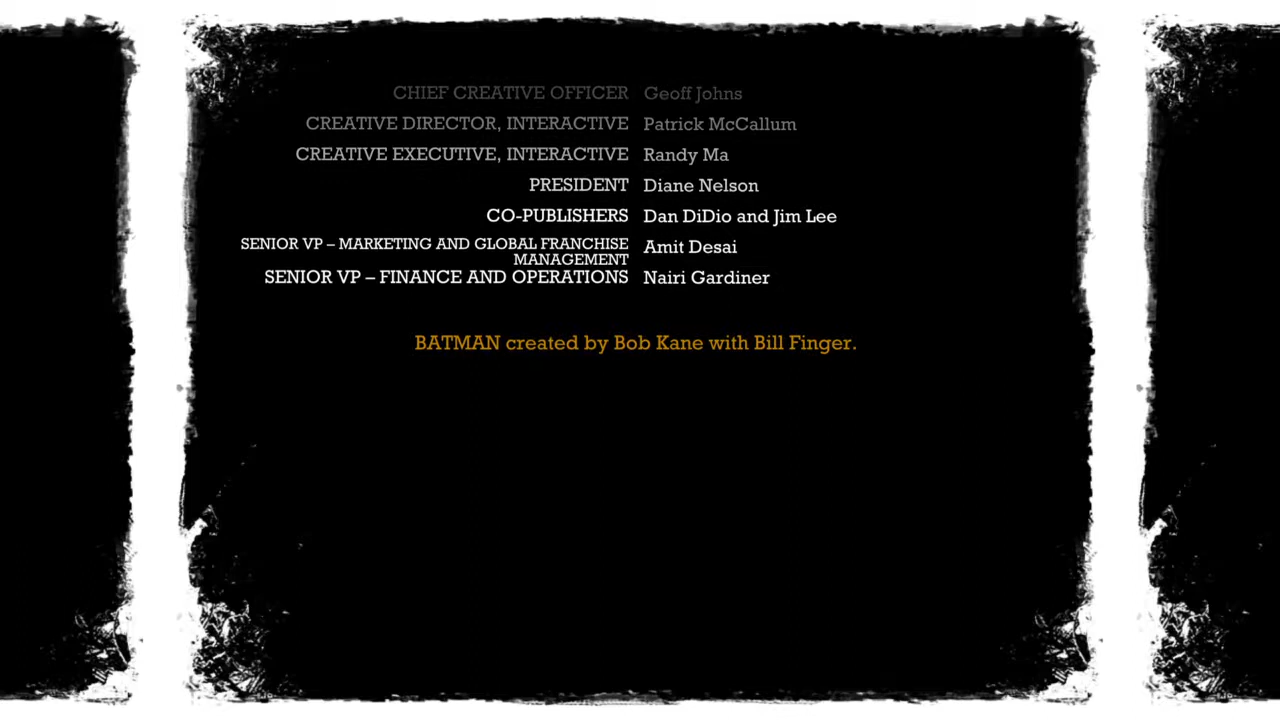 CHIEF CREATIVE OFFICER Geoff Johns
CREATIVE DIRECTOR, INTERACTIVE Patrick McCallum
CREATIVE EXECUTIVE, INTERACTIVE Randy Ma
PRESIDENT Diane Nelson
CO-PUBLISHERS Dan DiDio and Jim Lee
SENIOR VP – MARKETING AND GLOBAL FRANCHISE Amit Desai
MANAGEMENT
SENIOR VP – FINANCE AND OPERATIONS Nairi Gardiner
BATMAN created by Bob Kane with Bill Finger.